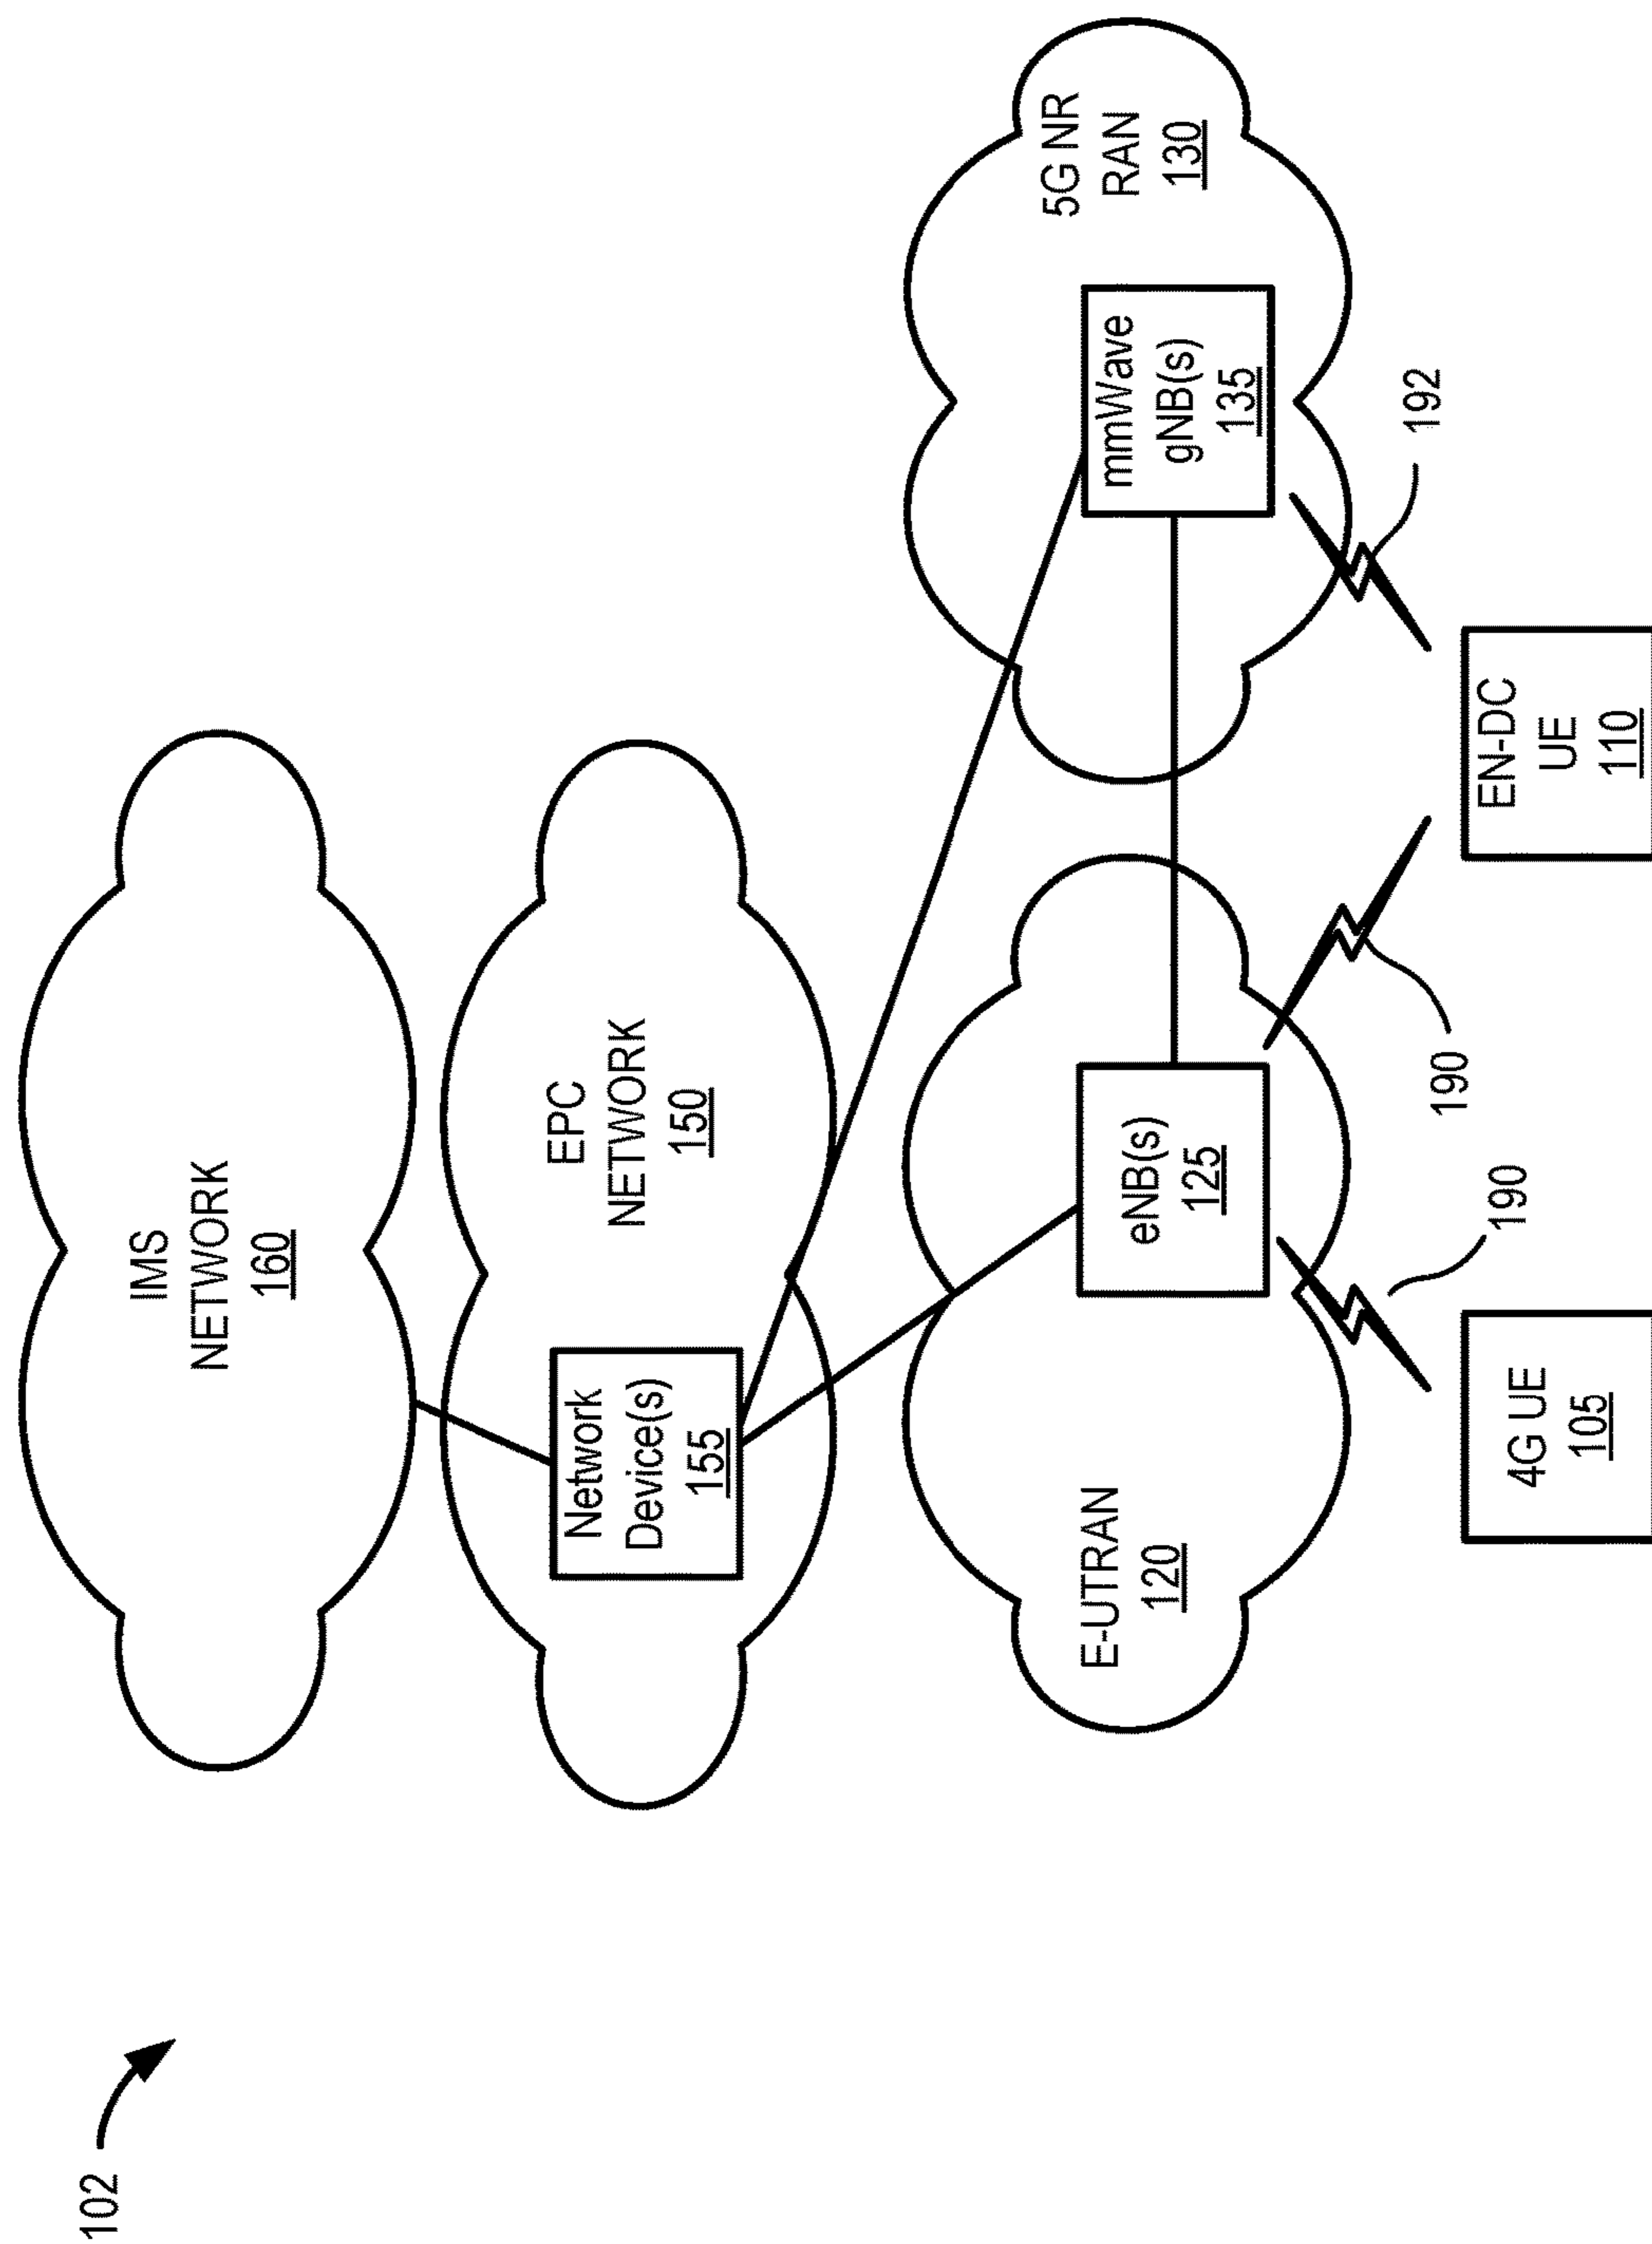 102
IMS
NETWORK
160
EPC
NETWORK
150
Network
Device(s)
155
E-UTRAN
120
eNB(s)
125
5G NR
RAN
130
mmWave
gNB(s)
135
190
190
192
4G UE
105
EN-DC
UE
110